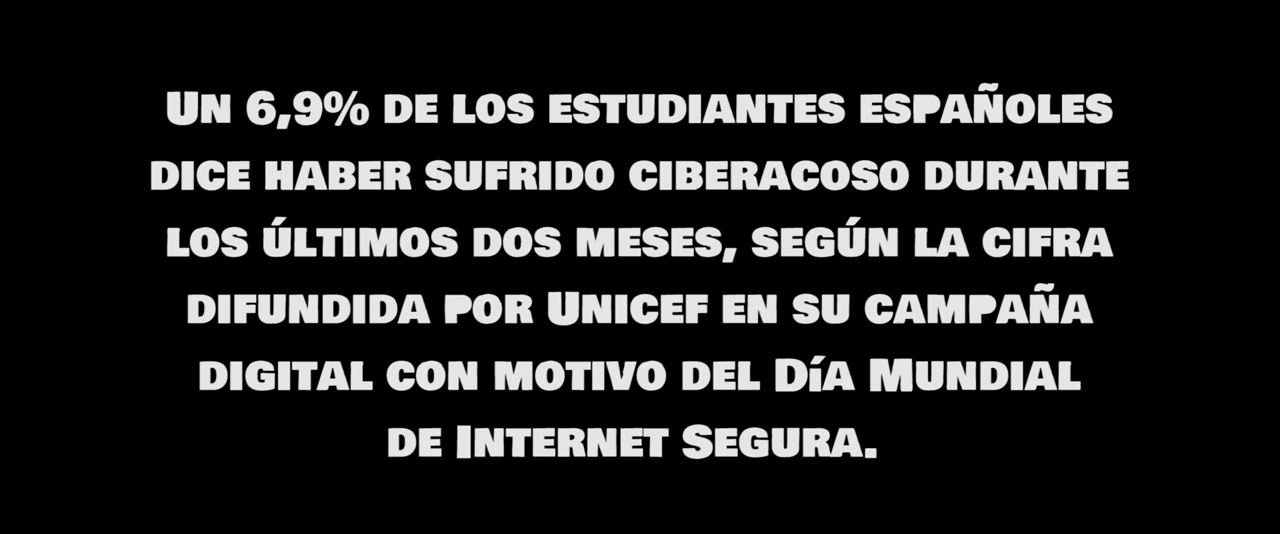 Un 6,9% de los estudiantes españoles
dice haber sufrido ciberacoso durante
los últimos dos meses, según la cifra
difundida por Unicef en su campaña
digital con motivo del Día Mundial
de Internet Segura.